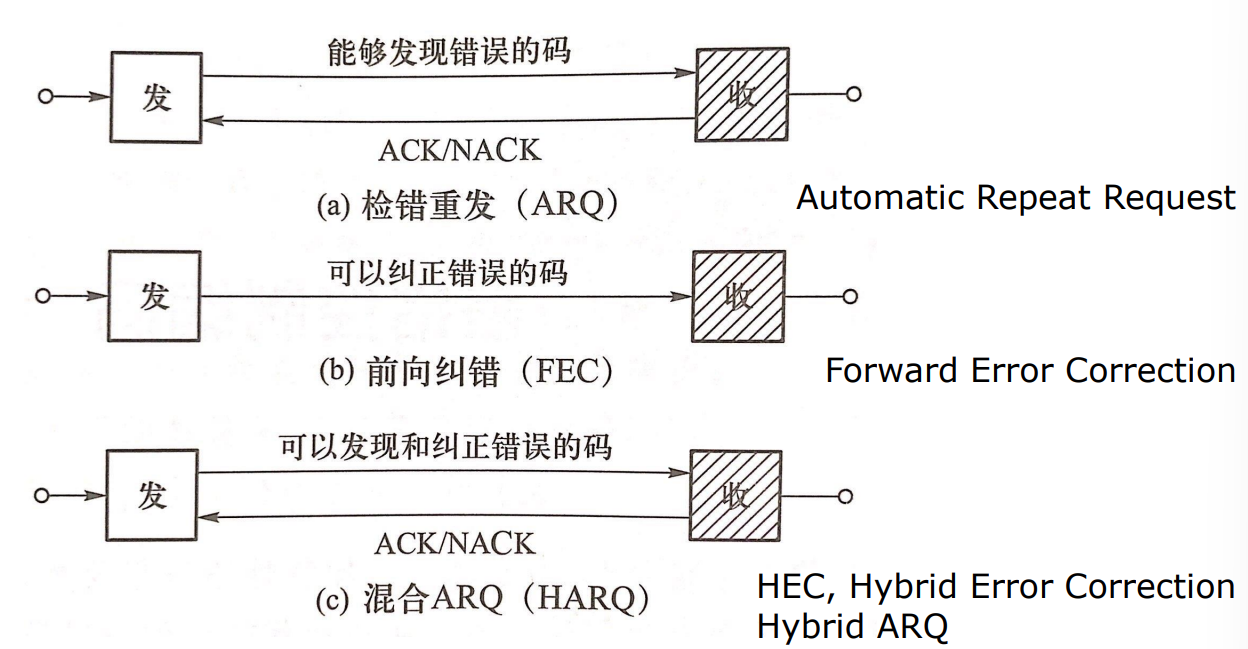 能够发现错误的码
发
收
ACK/NACK
(a) 检错重发（ARQ）
Automatic Repeat Request
可以纠正错误的码
发
收
(b) 前向纠错（FEC）
Forward Error Correction
可以发现和纠正错误的码
发
收
ACK/NACK
(c) 混合ARQ（HARQ）
HEC, Hybrid Error Correction
Hybrid ARQ